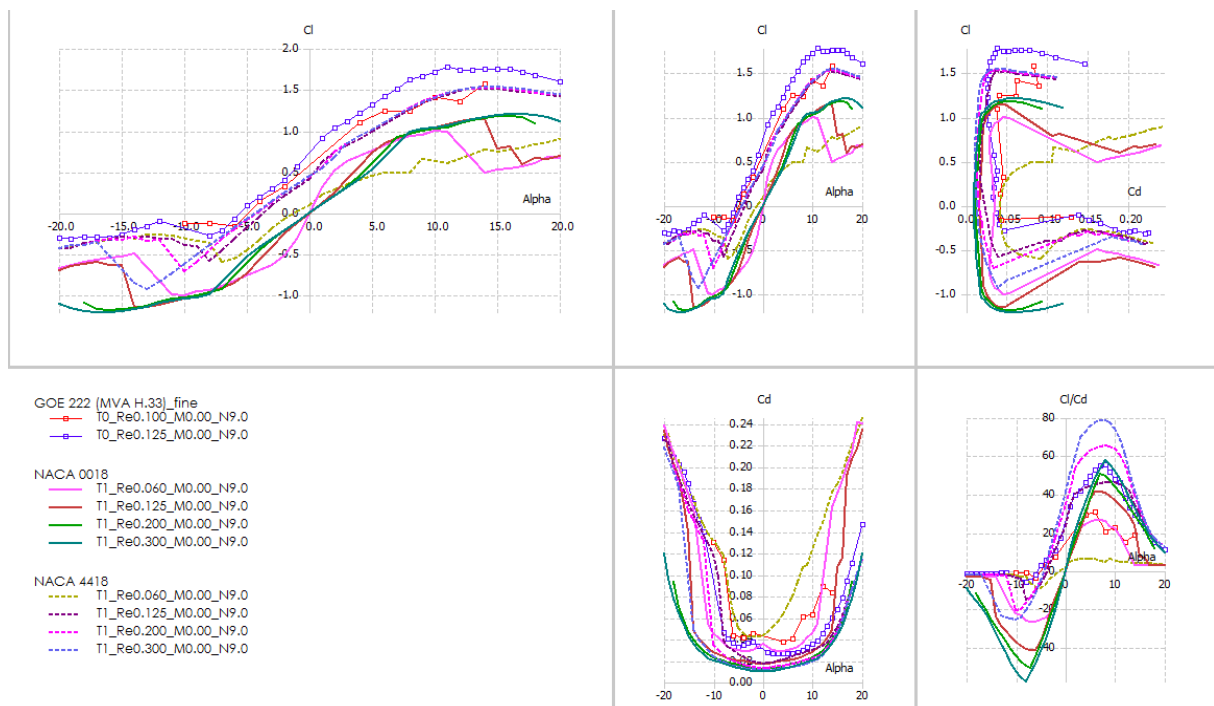 Cl
2.0
1.5
1.0
0.5
0.0
-0.5
-1.0
-20.0 -15.0 -10.0 -5.0 0.0 5.0 10.0 15.0 20.0
Alpha
Cl
1.5
1.0
0.5
0.0
-1.0
-20 -10 0 10 20
Alpha
Cl
1.5
1.0
0.5
0.0
-0.5
-1.0
0.05 0.15 0.20
Cd
GOE 222 (MVA H.33)_fine
T0_Re0.100_M0.00_N9.0
T0_Re0.125_M0.00_N9.0
NACA 0018
T1_Re0.060_M0.00_N9.0
T1_Re0.125_M0.00_N9.0
T1_Re0.200_M0.00_N9.0
T1_Re0.300_M0.00_N9.0
NACA 4418
T1_Re0.060_M0.00_N9.0
T1_Re0.125_M0.00_N9.0
T1_Re0.200_M0.00_N9.0
T1_Re0.300_M0.00_N9.0
Cd
0.24
0.22
0.20
0.18
0.16
0.14
0.12
0.10
0.08
0.06
0.04
0.02
0.00
-20 -10 0 10 20
Alpha
Cl/Cd
80
60
40
20
-20
-40
-20 -10 0 10 20
Alpha